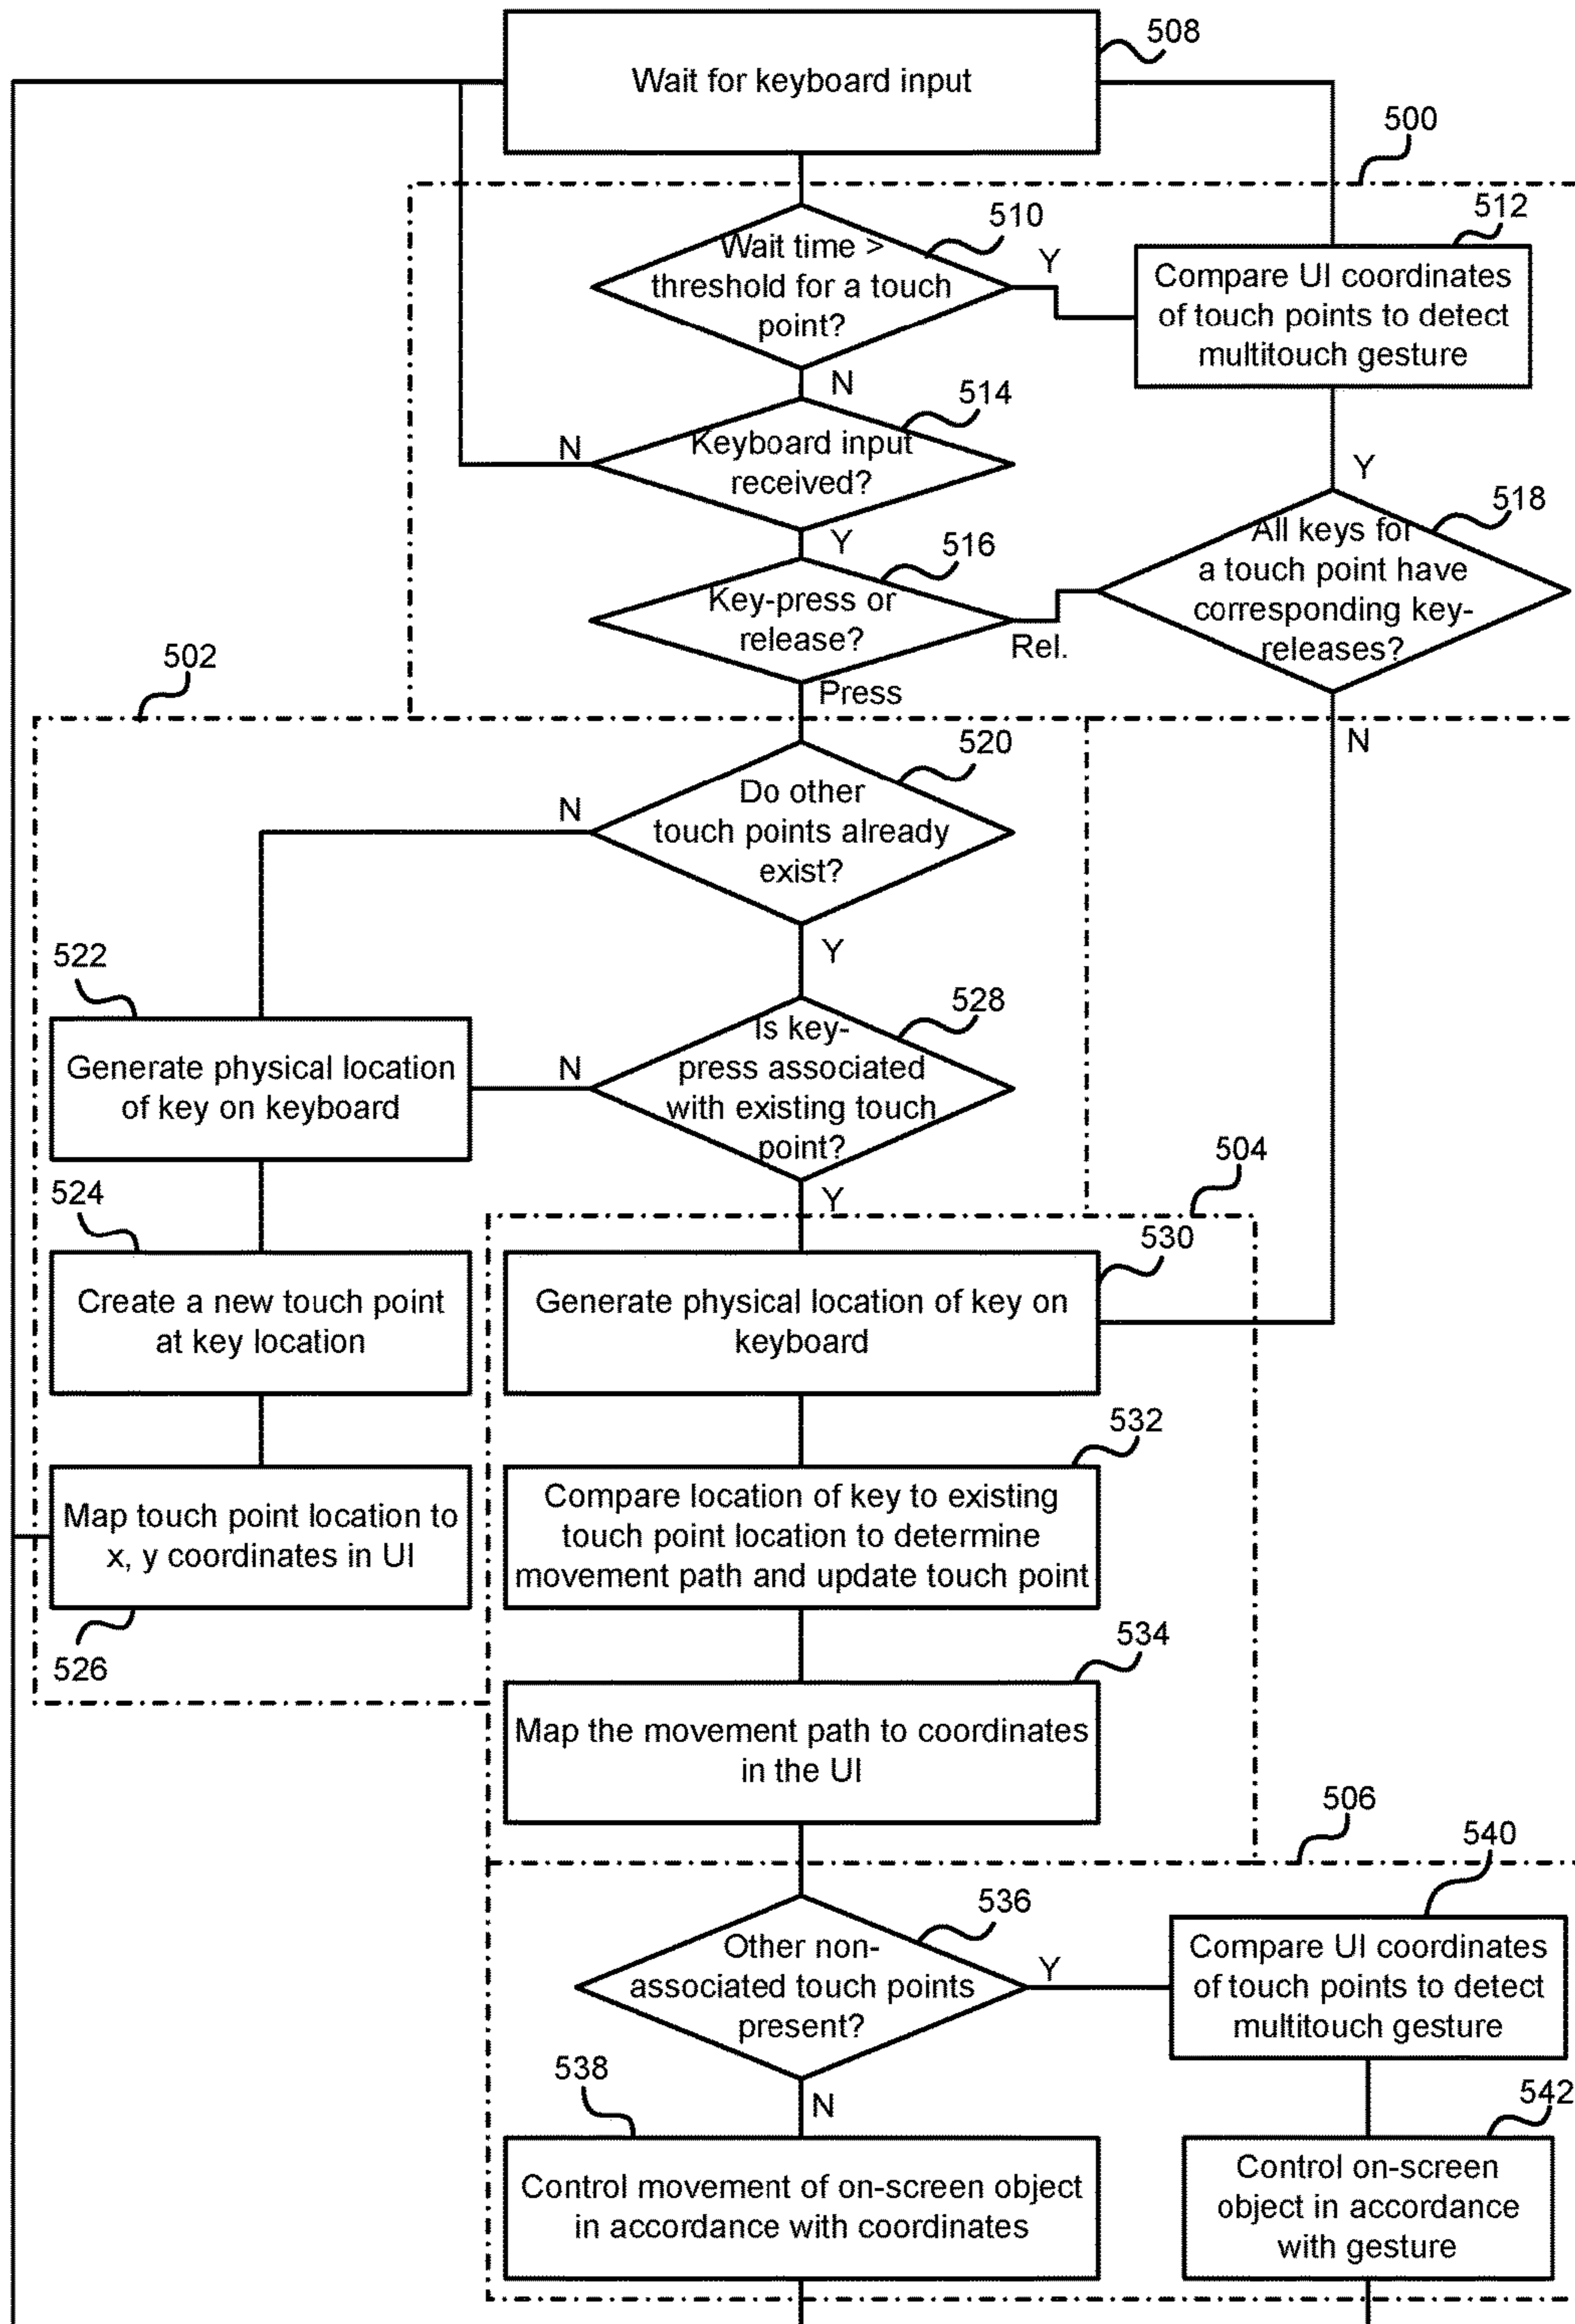 508
Wait for keyboard input
500
510
512
Wait time >
threshold for a touch
point?
Y
Compare UI coordinates
of touch points to detect
multitouch gesture
N
514
Keyboard input
received?
N
Y
Y
516
518
Key-press or
release?
Rel.
All keys for
a touch point have
corresponding key-
releases?
Press
502
N
520
Do other
touch points already
exist?
N
Y
522
528
Generate physical location
of key on keyboard
N
Is key-
press associated
with existing touch
point?
Y
504
524
530
Create a new touch point
at key location
Generate physical location of key on
keyboard
532
Map touch point location to
x, y coordinates in UI
Compare location of key to existing
touch point location to determine
movement path and update touch point
526
534
Map the movement path to coordinates
in the UI
506
540
536
Other non-
associated touch points
present?
Y
Compare UI coordinates
of touch points to detect
multitouch gesture
538
N
542
Control movement of on-screen object
in accordance with coordinates
Control on-screen
object in accordance
with gesture